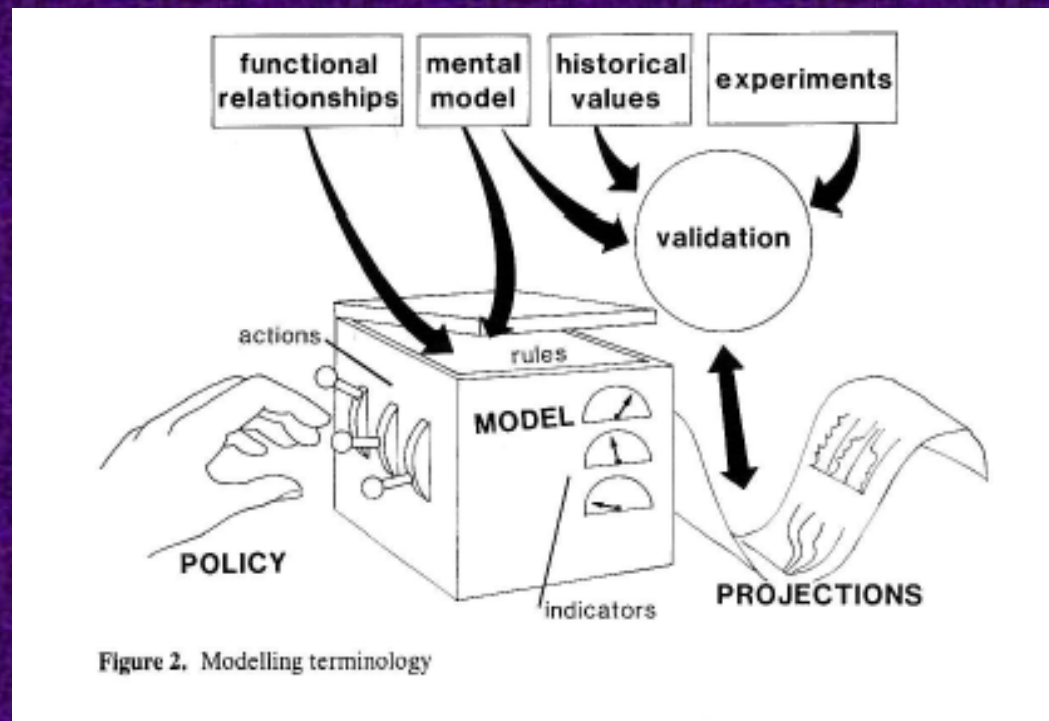 functional
relationships
mental
model
historical
values
experiments
validation
actions
rules
MODEL
POLICY
indicators
PROJECTIONS
Figure 2. Modelling terminology